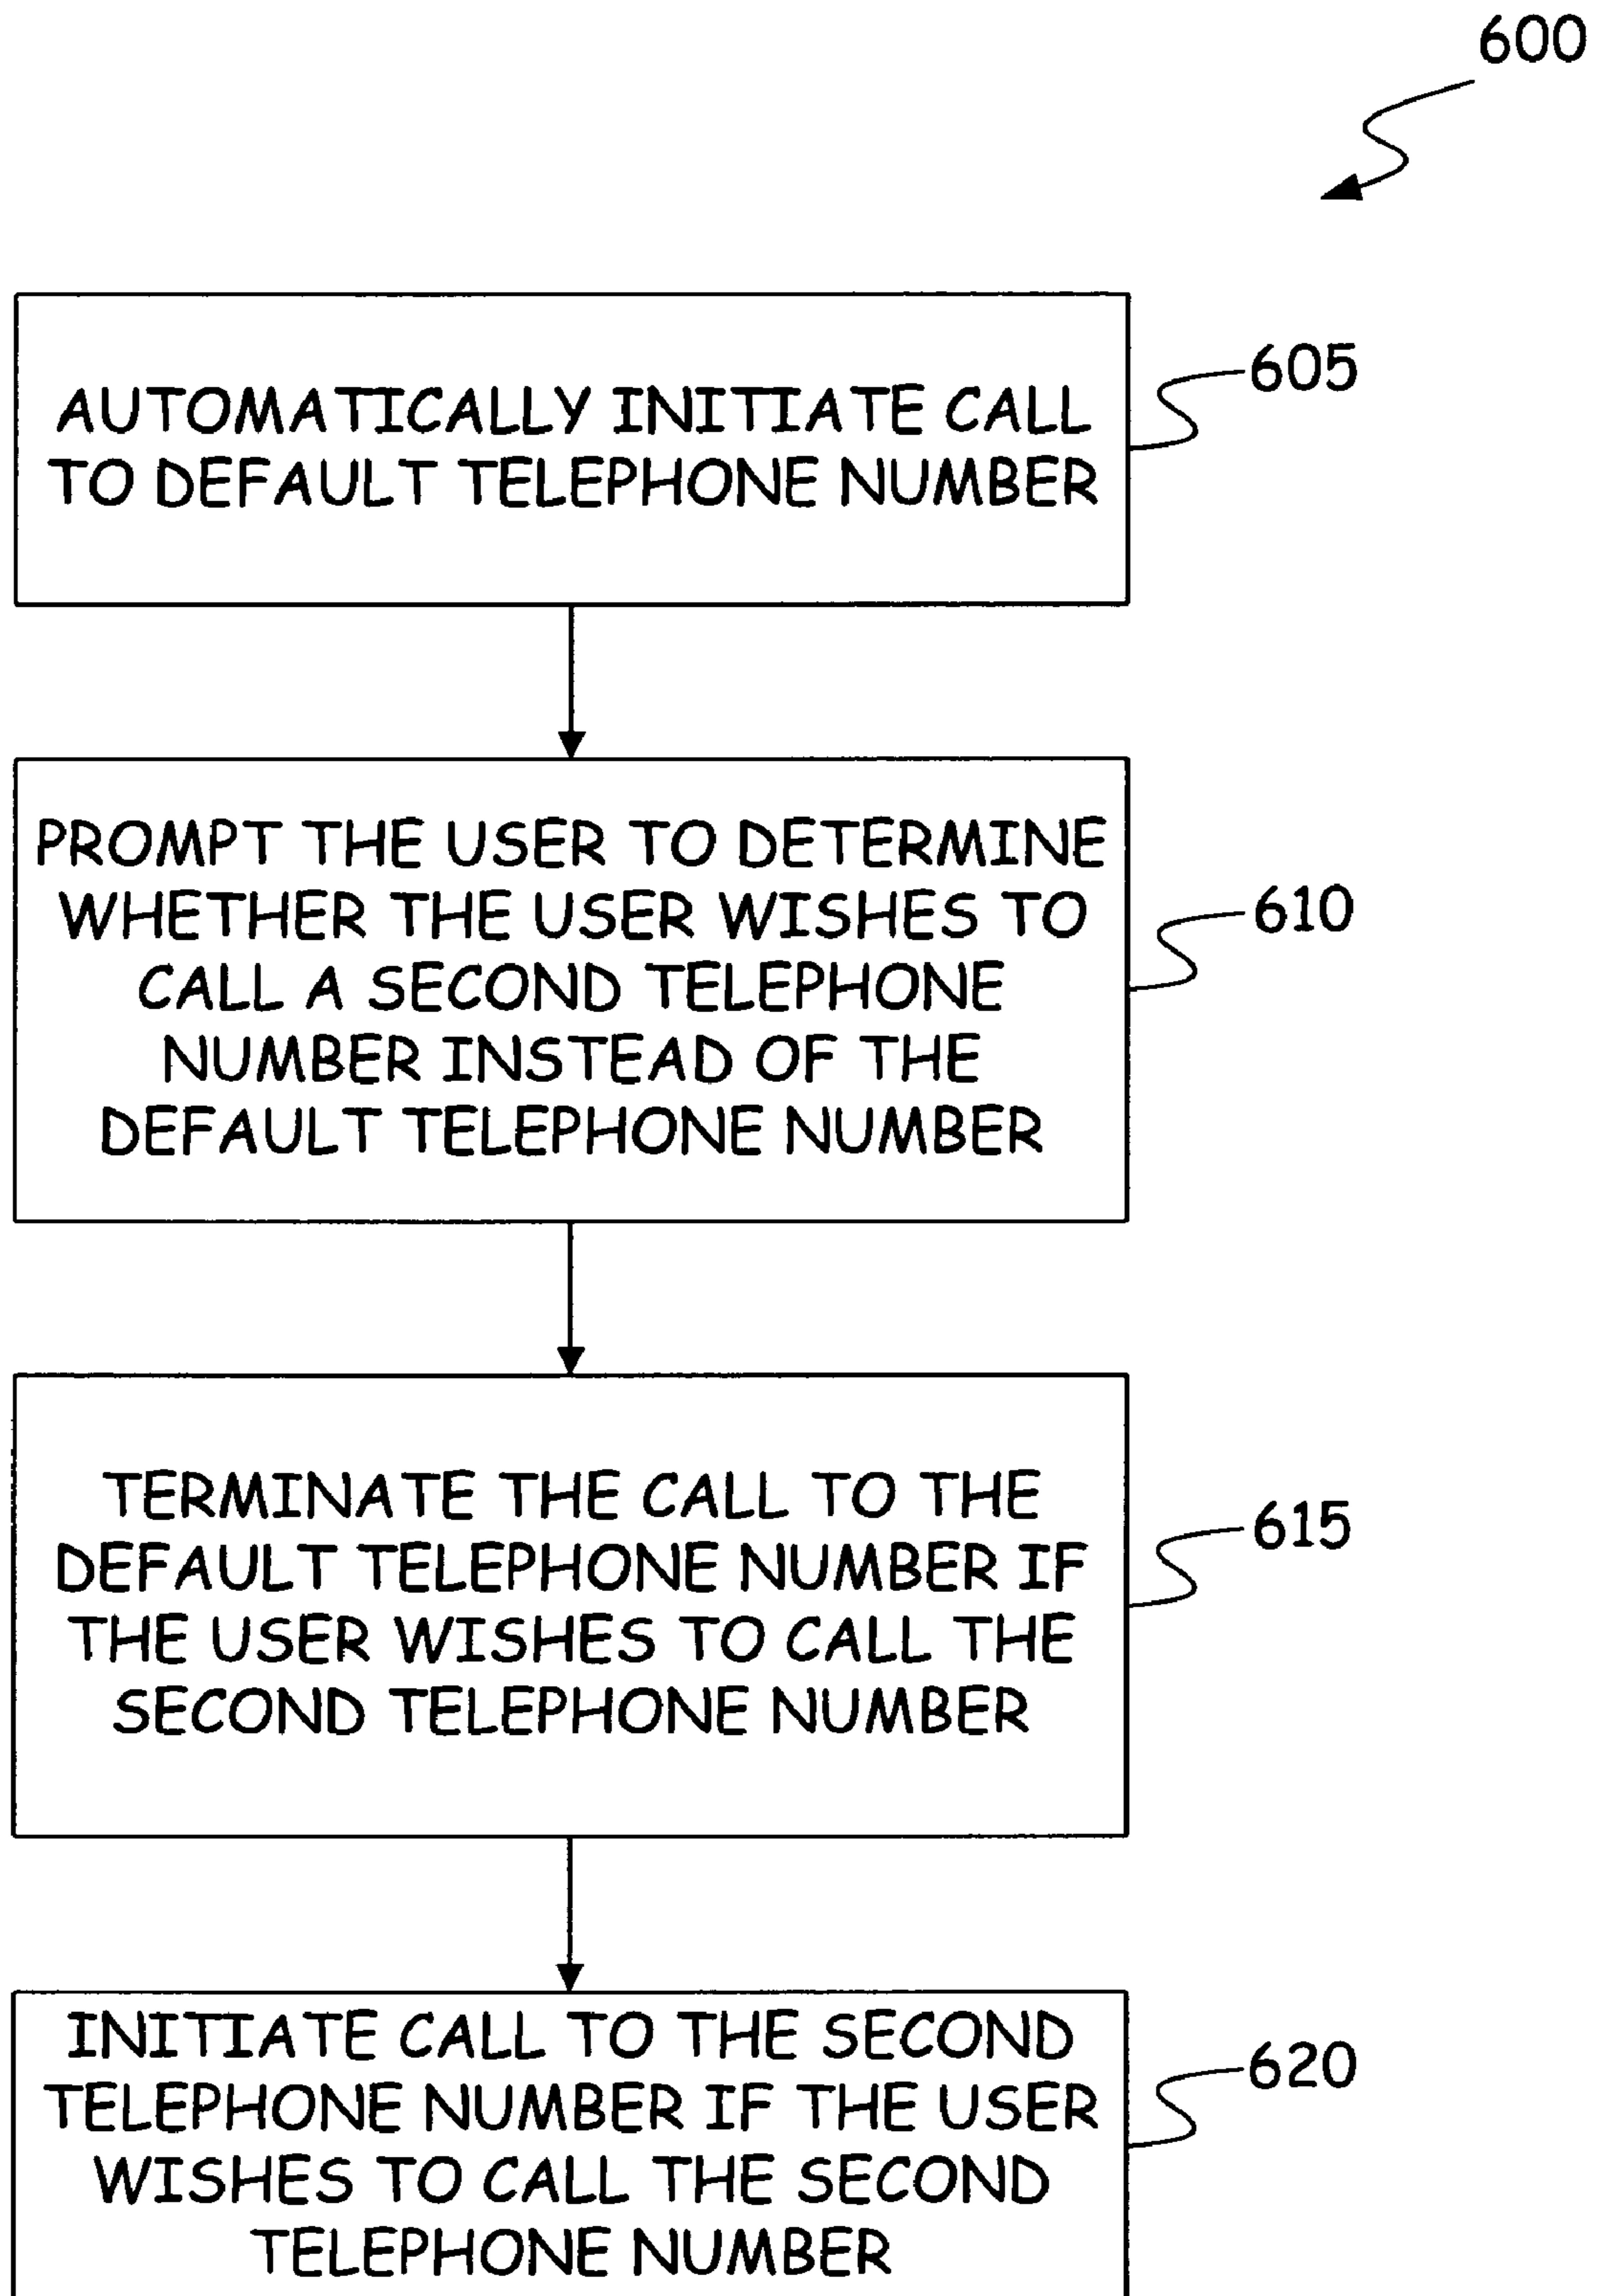 600
AUTOMATICALLY INITIATE CALL
TO DEFAULT TELEPHONE NUMBER
605
PROMPT THE USER TO DETERMINE
WHETHER THE USER WISHES TO
CALL A SECOND TELEPHONE
NUMBER INSTEAD OF THE
DEFAULT TELEPHONE NUMBER
610
TERMINATE THE CALL TO THE
DEFAULT TELEPHONE NUMBER IF
THE USER WISHES TO CALL THE
SECOND TELEPHONE NUMBER
615
INITIATE CALL TO THE SECOND
TELEPHONE NUMBER IF THE USER
WISHES TO CALL THE SECOND
TELEPHONE NUMBER
620